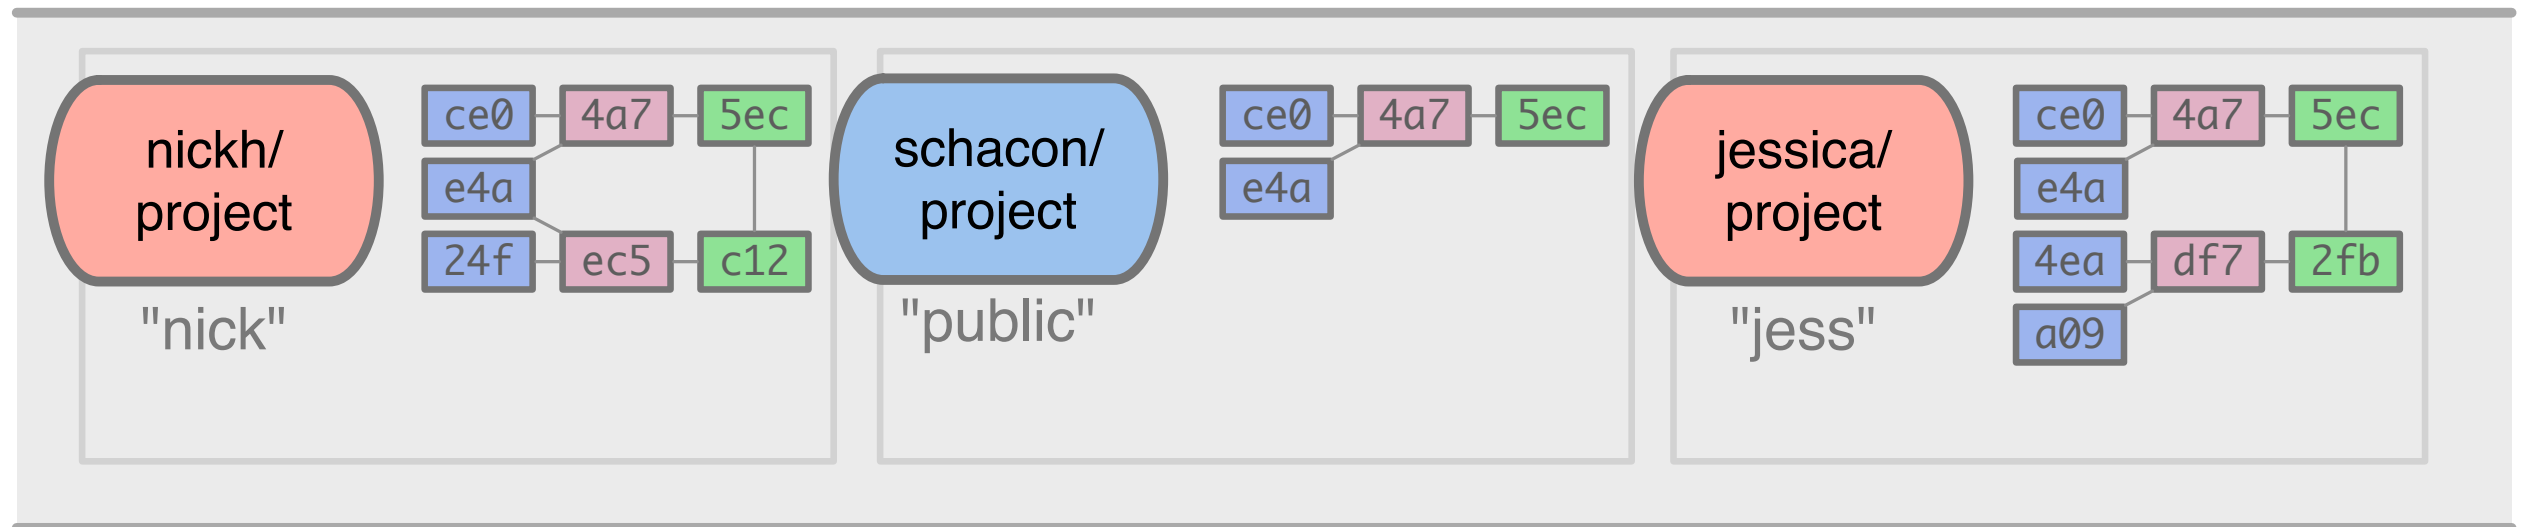 nickh/
project
"nick"
ce0 4a7 5ec
e4a
24f ec5 c12
schacon/
project
"public"
ce0 4a7 5ec
e4a
jessica/
project
"jess"
ce0 4a7 5ec
e4a
4ea df7 2fb
a09